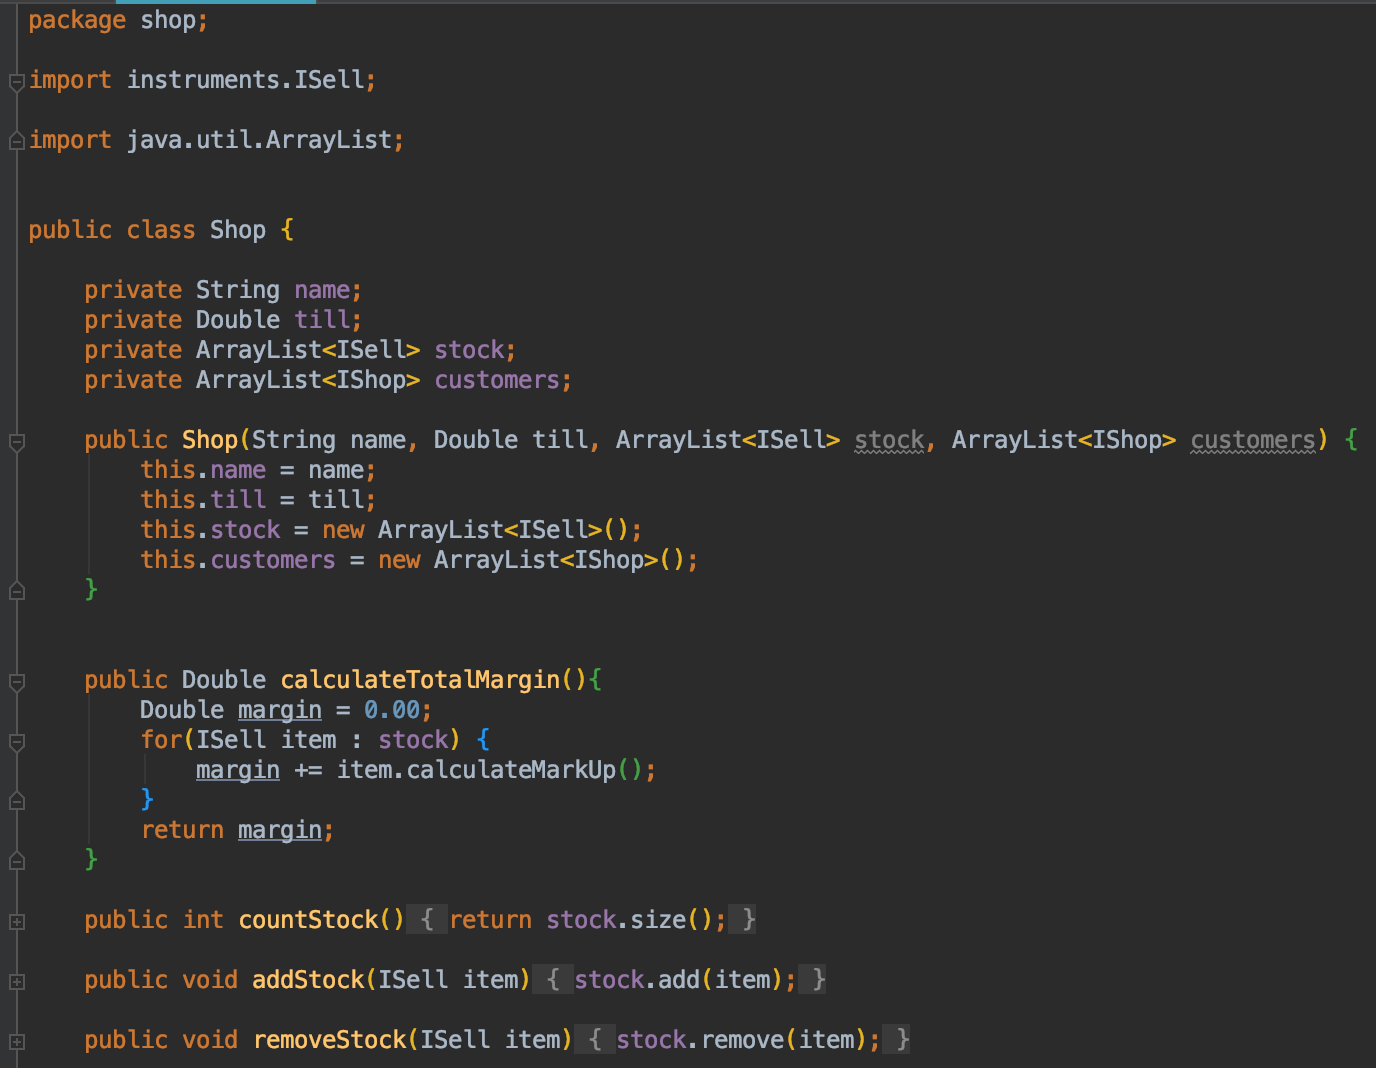 package shop;
import instruments.ISell;
import java.util.ArrayList;
public class Shop {
private String name;
private Double till;
private ArrayList<ISell> stock;
private ArrayList<IShop> customers;
public Shop(String name, Double till, ArrayList<ISell> stock, ArrayList<IShop> customers) {
this.name = name;
this.till = till;
this.stock = new ArrayList<ISell>();
this.customers = new ArrayList<IShop>();
}
public Double calculateTotalMargin(){
Double margin = 0.00;
for(ISell item : stock) {
margin += item.calculateMarkUp();
}
return margin;
}
public int countStock() { return stock.size(); }
public void addStock(ISell item) { stock.add(item); }
public void removeStock(ISell item) { stock.remove(item); }